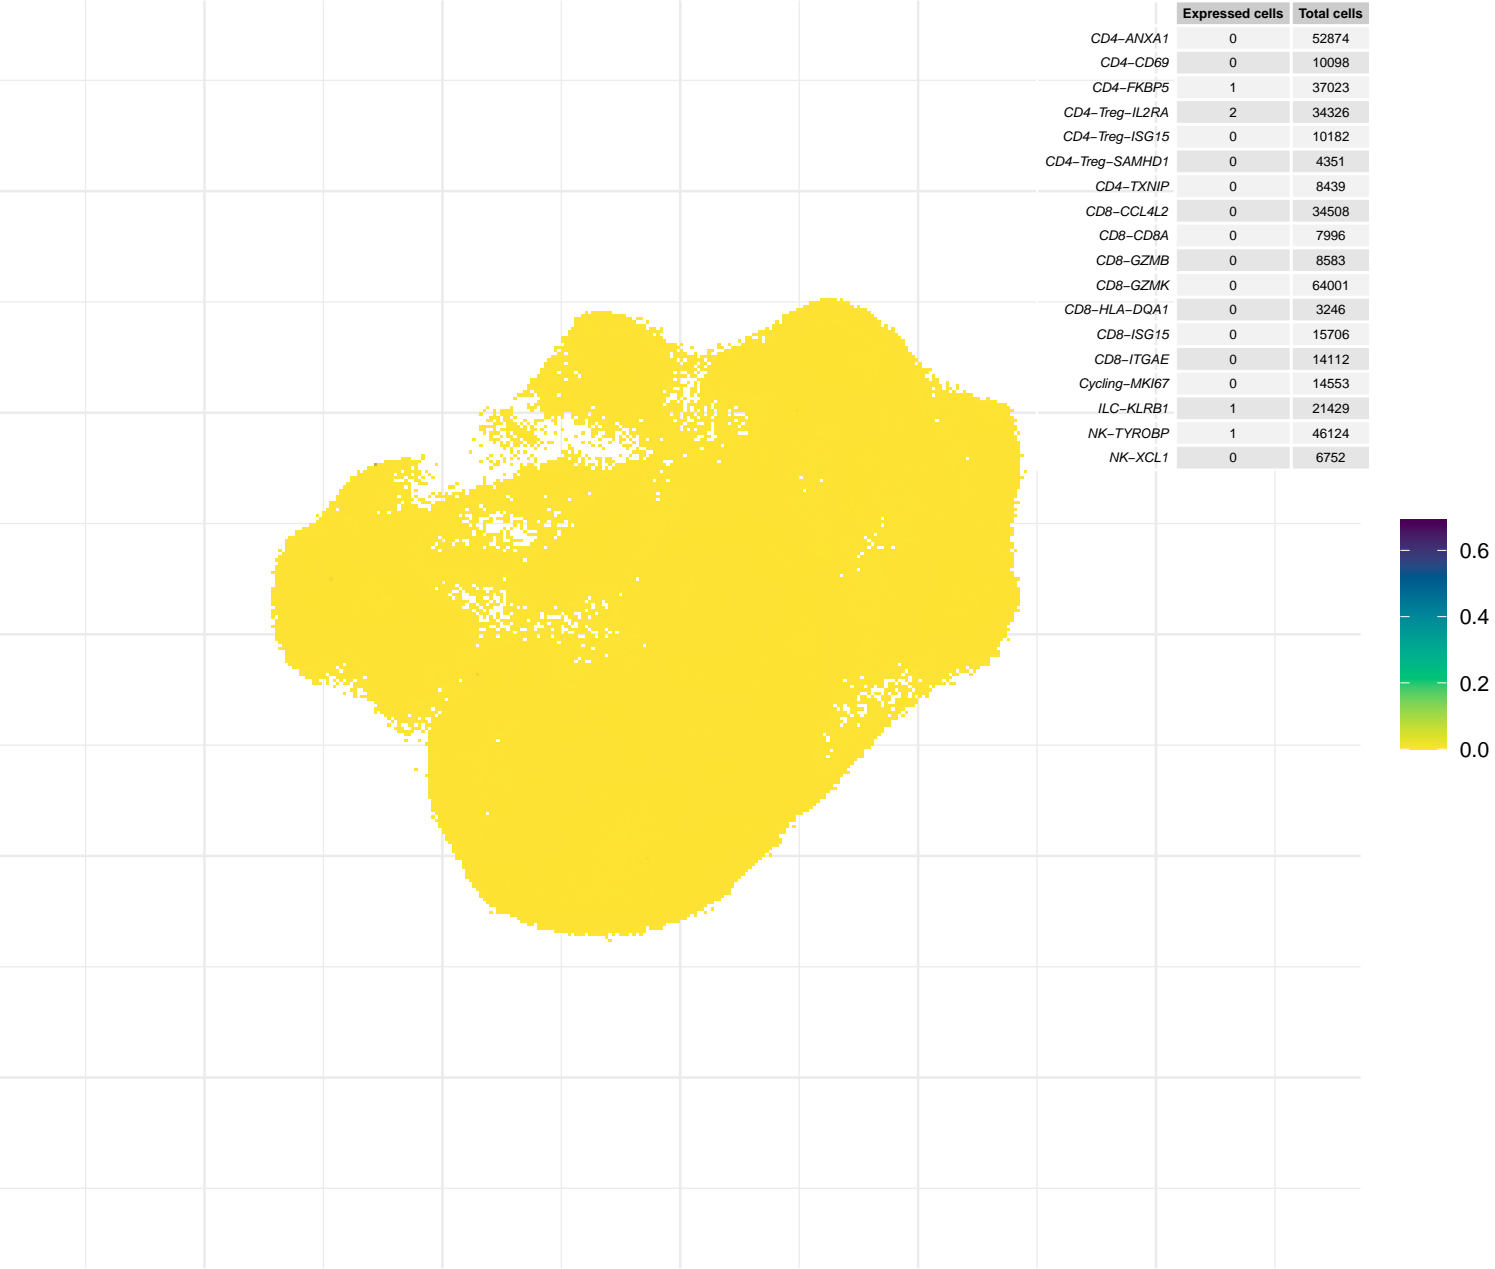 Expressed cells Total cells
CD4−ANXA1 0 52874
CD4−CD69 0 10098
CD4−FKBP5 1 37023
CD4−Treg−IL2RA 2 34326
CD4−Treg−ISG15 0 10182
CD4−Treg−SAMHD1 0 4351
CD4−TXNIP 0 8439
CD8−CCL4L2 0 34508
CD8−CD8A 0 7996
CD8−GZMB 0 8583
CD8−GZMK 0 64001
CD8−HLA−DQA1 0 3246
CD8−ISG15 0 15706
CD8−ITGAE 0 14112
Cycling−MKI67 0 14553
ILC−KLRB1 1 21429
NK−TYROBP 1 46124
NK−XCL1 0 6752
0.6
0.4
0.2
0.0